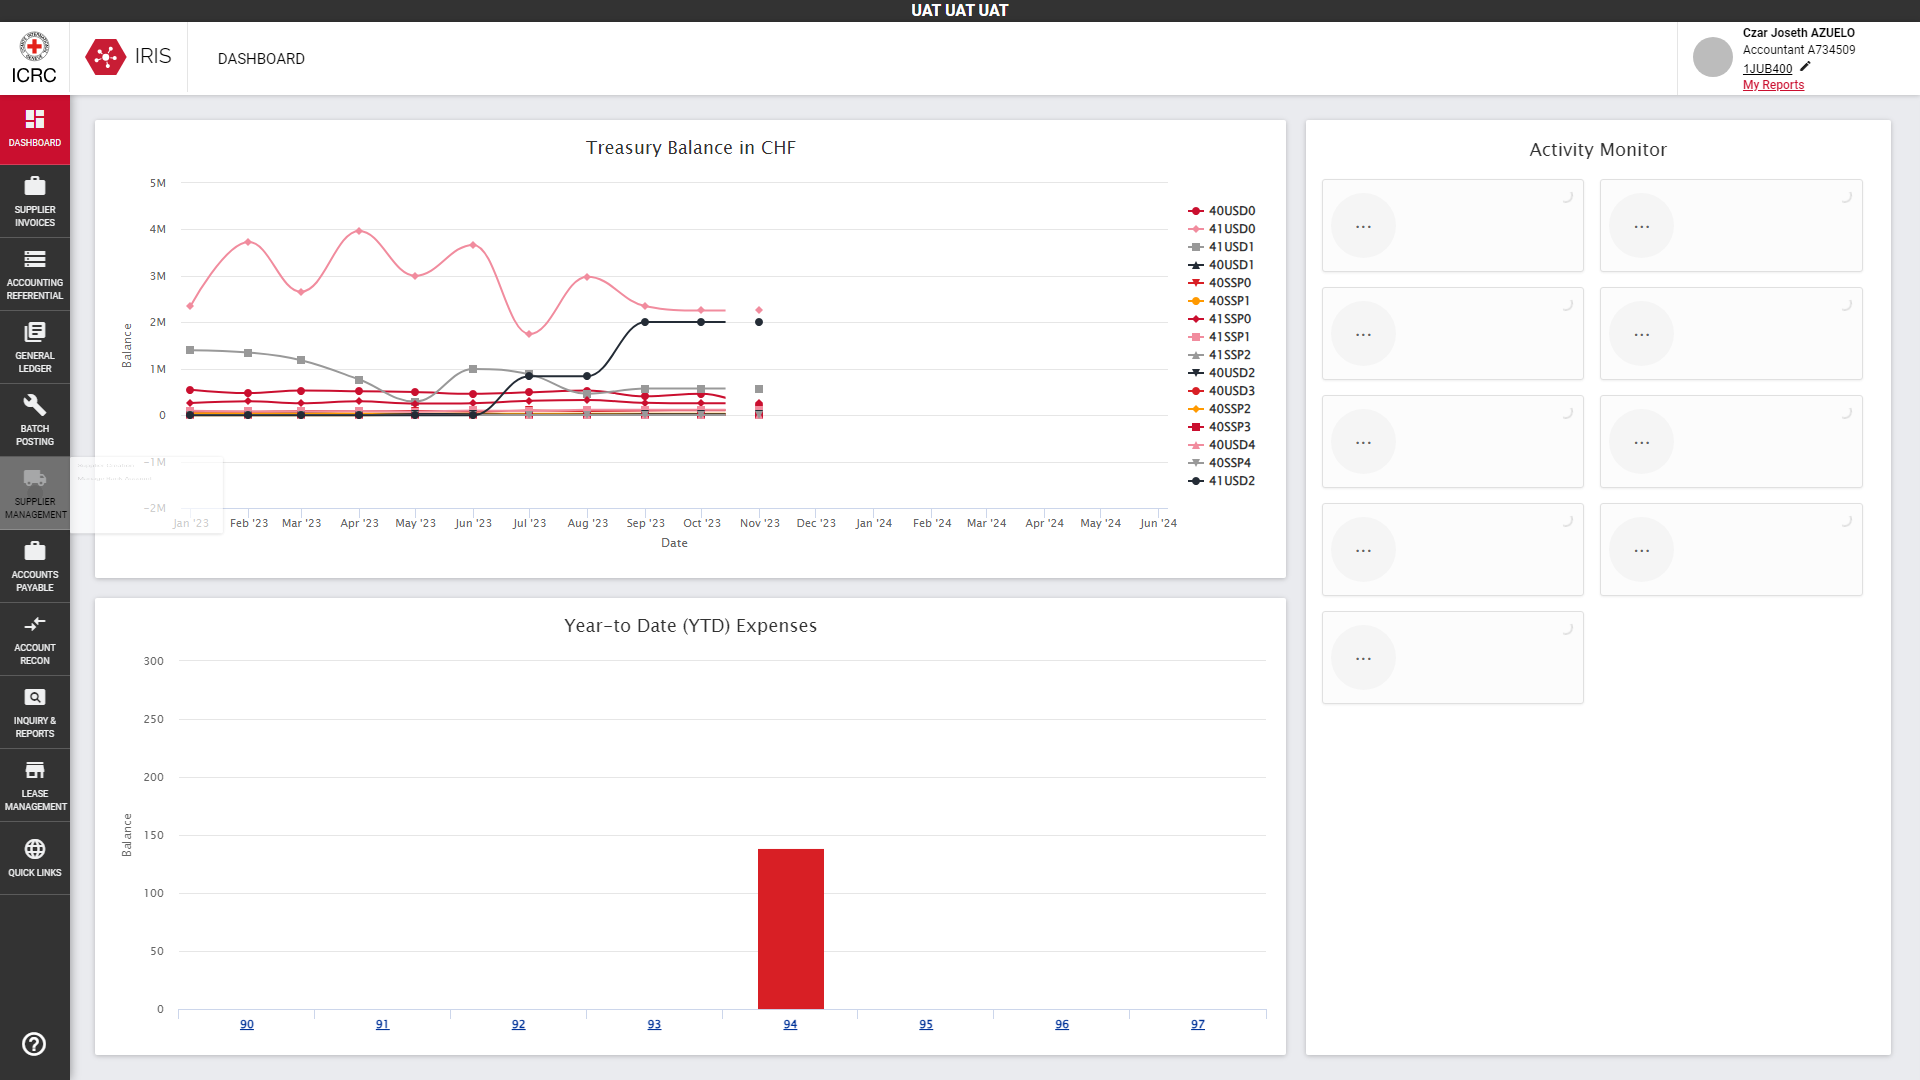 UAT UAT UAT
ICRC
IRIS
DASHBOARD
Czar Joseth AZUELO
Accountant A734509
1JUB400
My Reports
DASHBOARD
SUPPLIER
INVOICES
ACCOUNTING
REFERENTIAL
GENERAL
LEDGER
BATCH
POSTING
SUPPLIER
MANAGEMENT
ACCOUNTS
PAYABLE
ACCOUNT
RECON
INQUIRY &
REPORTS
LEASE
MANAGEMENT
QUICK LINKS
Treasury Balance in CHF
5M
4M
3M
2M
1M
0
-1M
-2M
Balance
Jan '23 Feb '23 Mar '23 Apr '23 May '23 Jun '23 Jul '23 Aug '23 Sep '23 Oct '23 Nov '23 Dec '23 Jan '24 Feb '24 Mar '24 Apr '24 May '24 Jun '24
Date
40USD0
41USD0
41USD1
40USD1
40SSP0
40SSP1
41SSP0
41SSP1
41SSP2
40USD2
40USD3
40SSP2
40SSP3
40USD4
40SSP4
41USD2
Year-to Date (YTD) Expenses
300
250
200
150
100
50
0
Balance
90 91 92 93 94 95 96 97
Activity Monitor
... ...
... ...
... ...
... ...
...